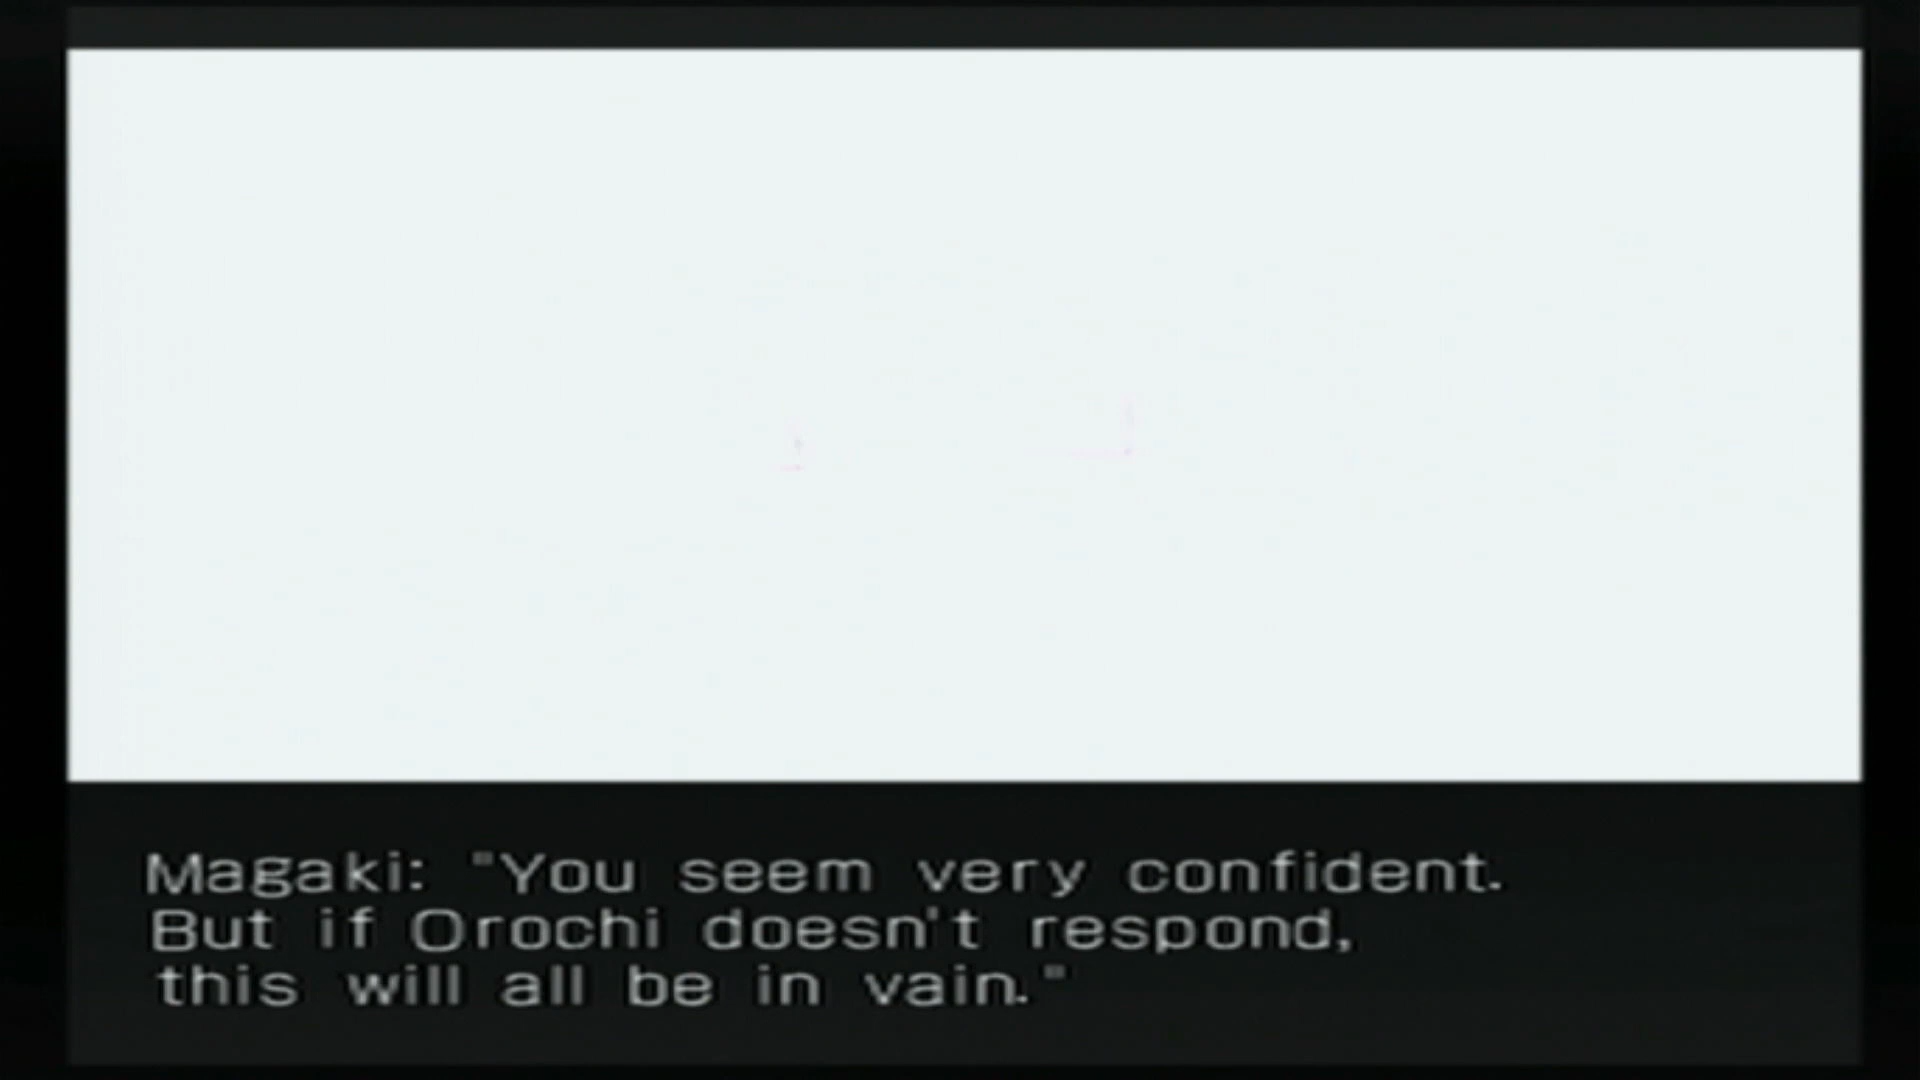 Magaki: "You seem very confident.
But if Orochi doesn't respond,
this will all be in vain."